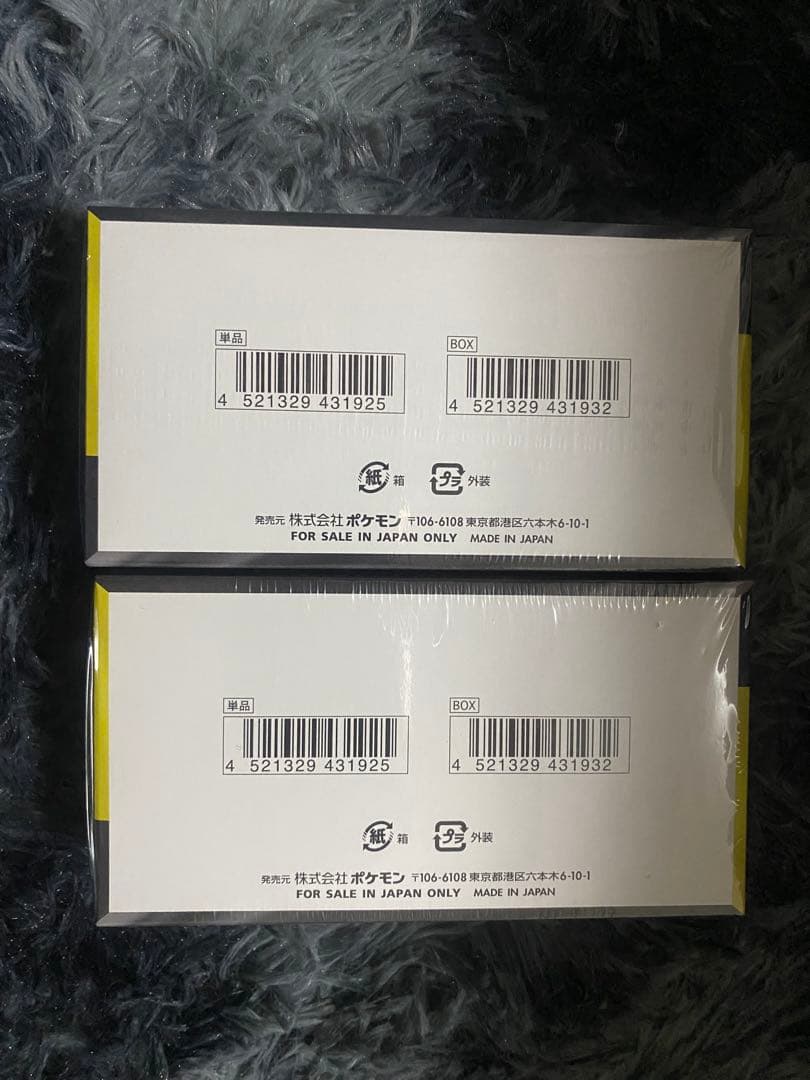 単品
BOX
4 521329 431925
4 521329 431932
紙 箱 プラ 外装
発売元 株式会社ポケモン 〒106-6108 東京都港区六本木6-10-1
FOR SALE IN JAPAN ONLY MADE IN JAPAN
単品
BOX
4 521329 431925
4 521329 431932
紙 箱 プラ 外装
発売元 株式会社ポケモン 〒106-6108 東京都港区六本木6-10-1
FOR SALE IN JAPAN ONLY MADE IN JAPAN